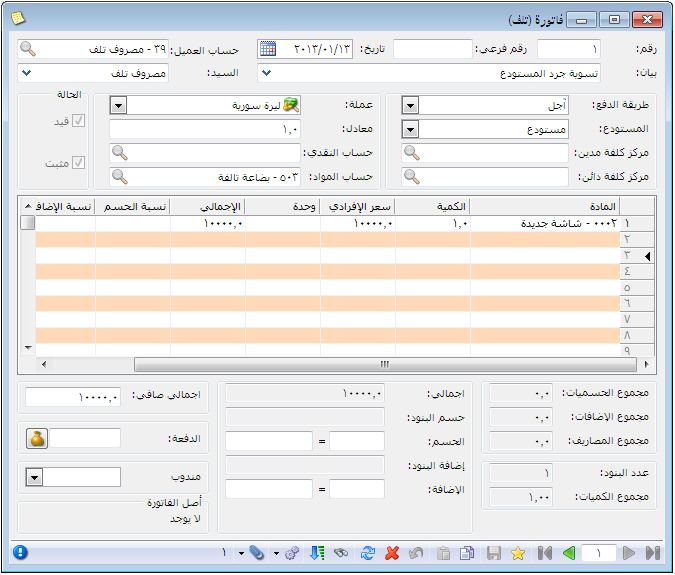 فاتورة (تلف)
رقم: ١ رقم فرعي: تاريخ: ٢٠١٣/٠١/١٣ حساب العميل: ٣٩ - مصروف تلف
بيان: تسوية جرد المستودع السيد: مصروف تلف
طريقة الدفع: آجل عملة: ليرة سورية الحالة
المستودع: مستودع معادل: ١,٠ قيد
مركز كلفة مدين: حساب النقدي: مثبت
مركز كلفة دائن: حساب المواد: ٥٠٣ - بضاعة تالفة
المادة الكمية سعر الإفرادي وحدة الإجمالي نسبة الحسم نسبة الإضاف
١ ٠٠٠٢ - شاشة جديدة ١,٠ ١٠٠٠٠,٠ ١٠٠٠٠,٠
٢
٣
٤
٥
٦
٧
٨
٩
مجموع الحسميات: ٠,٠ اجمالي: ١٠٠٠٠,٠ اجمالي صافي: ١٠٠٠٠,٠
مجموع الإضافات: ٠,٠ حسم البنود:
مجموع المصاريف: ٠,٠ الحسم: = الدفعة:
عدد البنود: ١ إضافة البنود: مندوب
مجموع الكميات: ١,٠٠ الإضافة: =
أصل الفاتورة
لا يوجد
١ ١